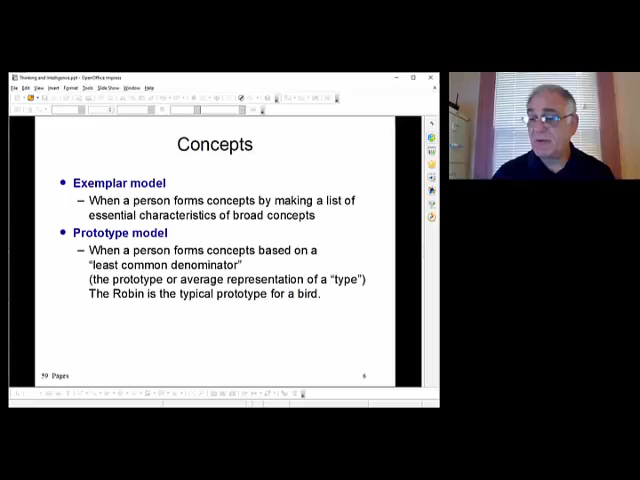 Thinking and Intelligence.ppt - OpenOffice Impress
File Edit View Insert Format Tools Slide Show Window Help
Concepts
• Exemplar model
– When a person forms concepts by making a list of
essential characteristics of broad concepts
• Prototype model
– When a person forms concepts based on a
“least common denominator”
(the prototype or average representation of a “type”)
The Robin is the typical prototype for a bird.
59 Pages
6